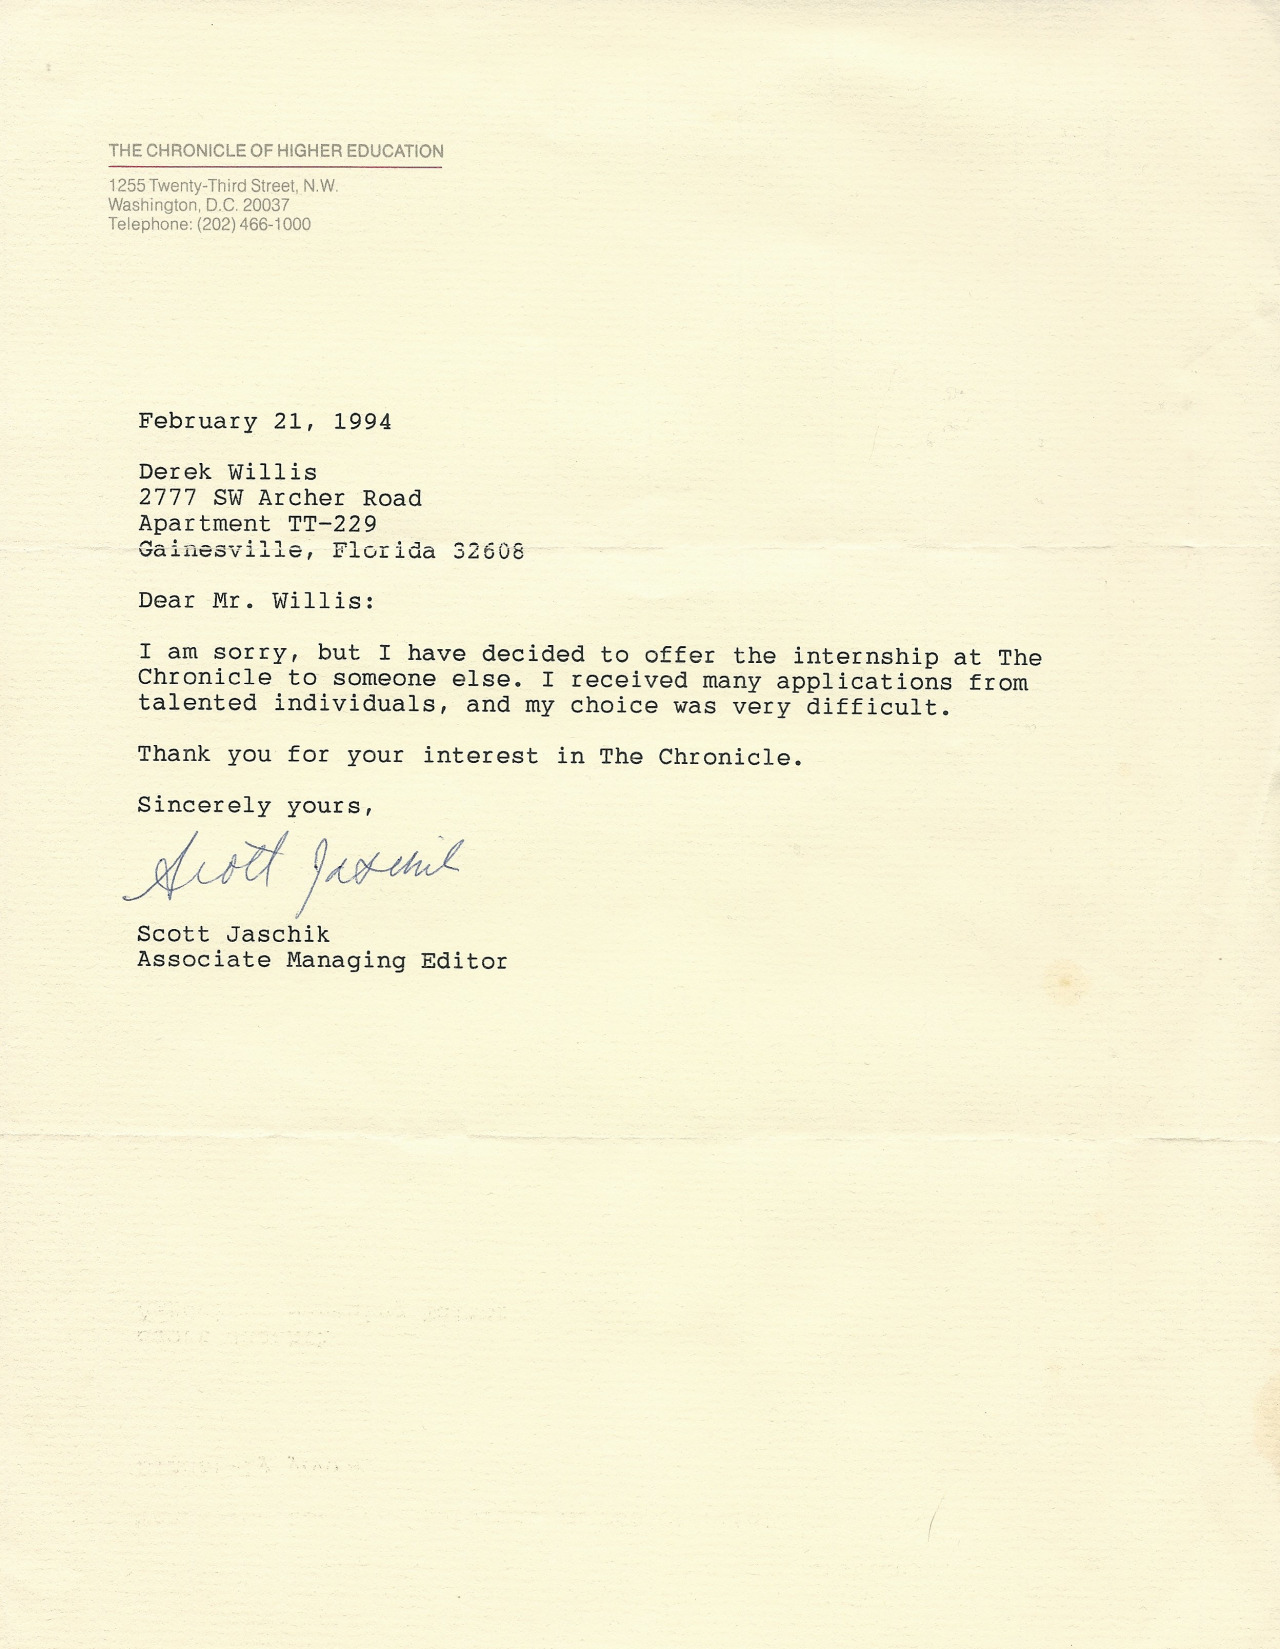 THE CHRONICLE OF HIGHER EDUCATION
1255 Twenty-Third Street, N.W.
Washington, D.C. 20037
Telephone: (202) 466-1000
February 21, 1994
Derek Willis
2777 SW Archer Road
Apartment TT-229
Gainesville, Florida 32608
Dear Mr. Willis:
I am sorry, but I have decided to offer the internship at The
Chronicle to someone else. I received many applications from
talented individuals, and my choice was very difficult.
Thank you for your interest in The Chronicle.
Sincerely yours,
Scott Jaschik
Scott Jaschik
Associate Managing Editor